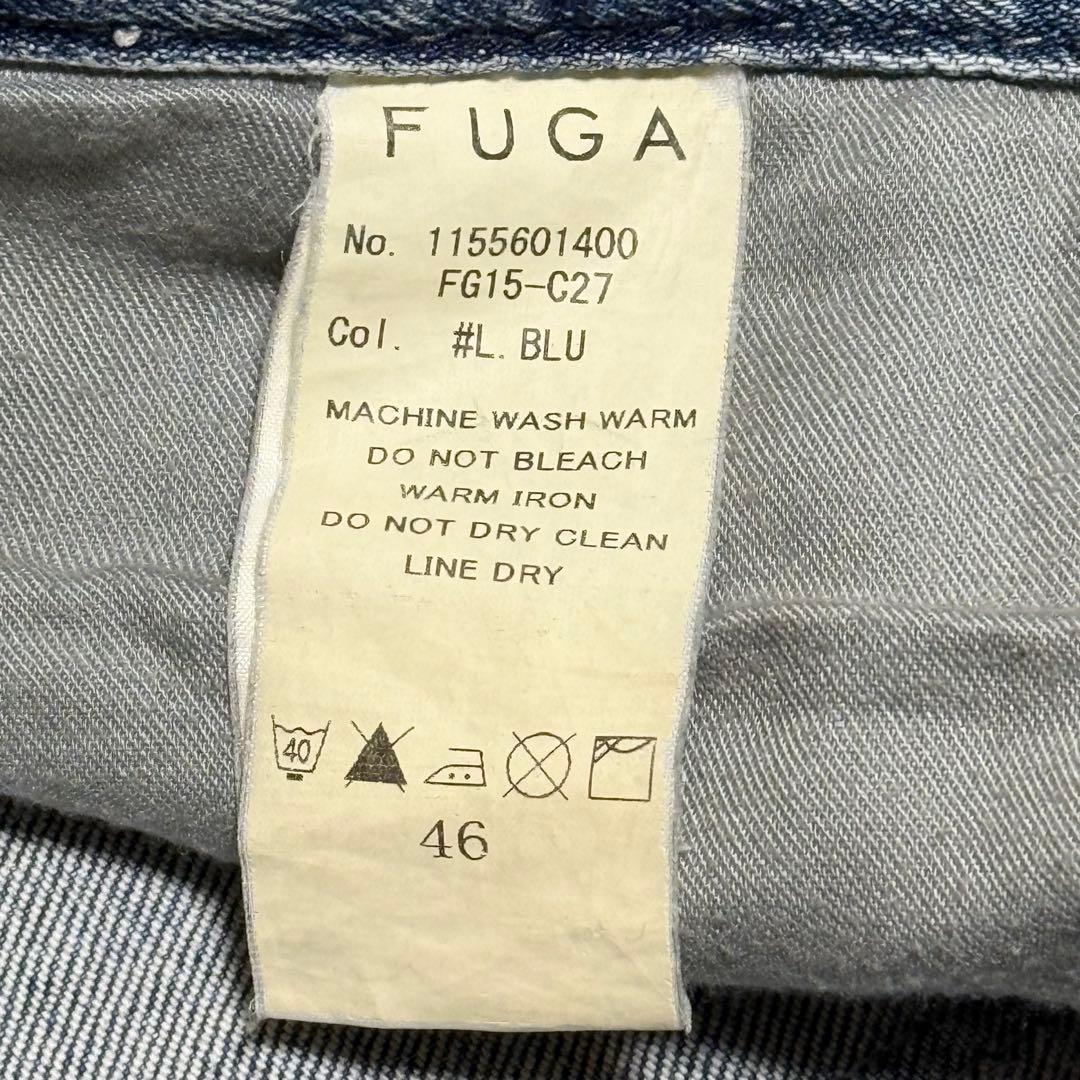 FUGA
No. 1155601400
FG15-C27
Col. #L. BLU
MACHINE WASH WARM
DO NOT BLEACH
WARM IRON
DO NOT DRY CLEAN
LINE DRY
40
46